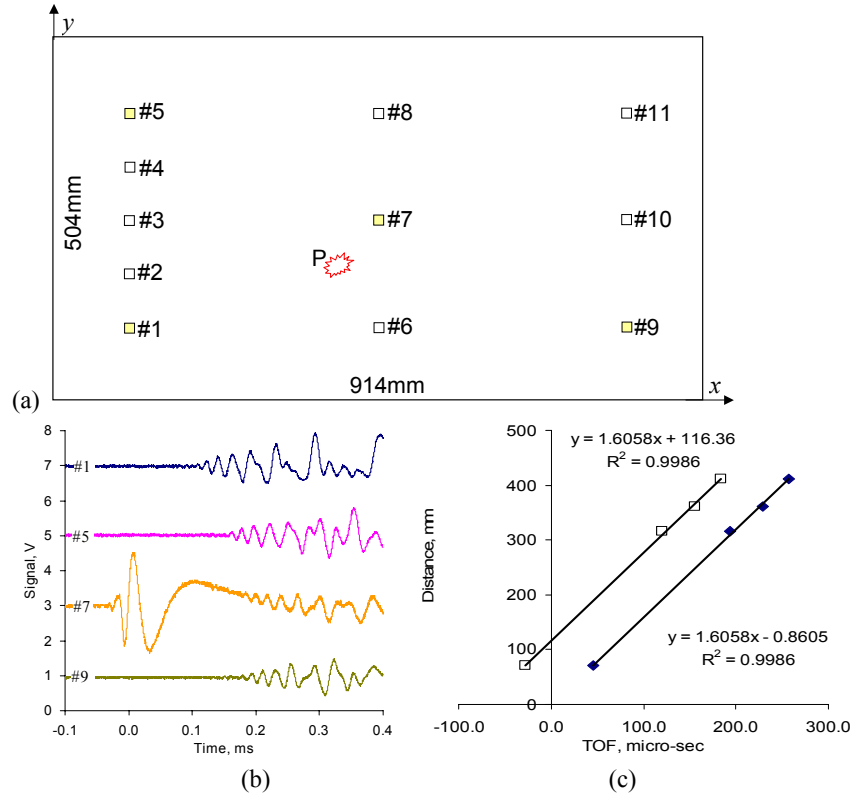 y
#5 #8 #11
#4
504mm
#3 #7 #10
P
#2
#1 #6 #9
914mm
x
(a)
8
7
6
5
4
3
2
1
0
Signal, V
#1
#5
#7
#9
-0.1 0.0 0.1 0.2 0.3 0.4
Time, ms
(b)
500
400
300
200
100
0
Distance, mm
y = 1.6058x + 116.36
R² = 0.9986
y = 1.6058x - 0.8605
R² = 0.9986
-100.0 0.0 100.0 200.0 300.0
TOF, micro-sec
(c)